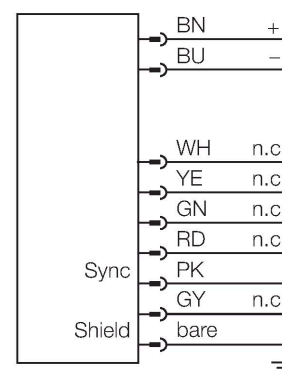 BN +
BU –
WH n.c
YE n.c
GN n.c
RD n.c
Sync PK
GY n.c
Shield bare